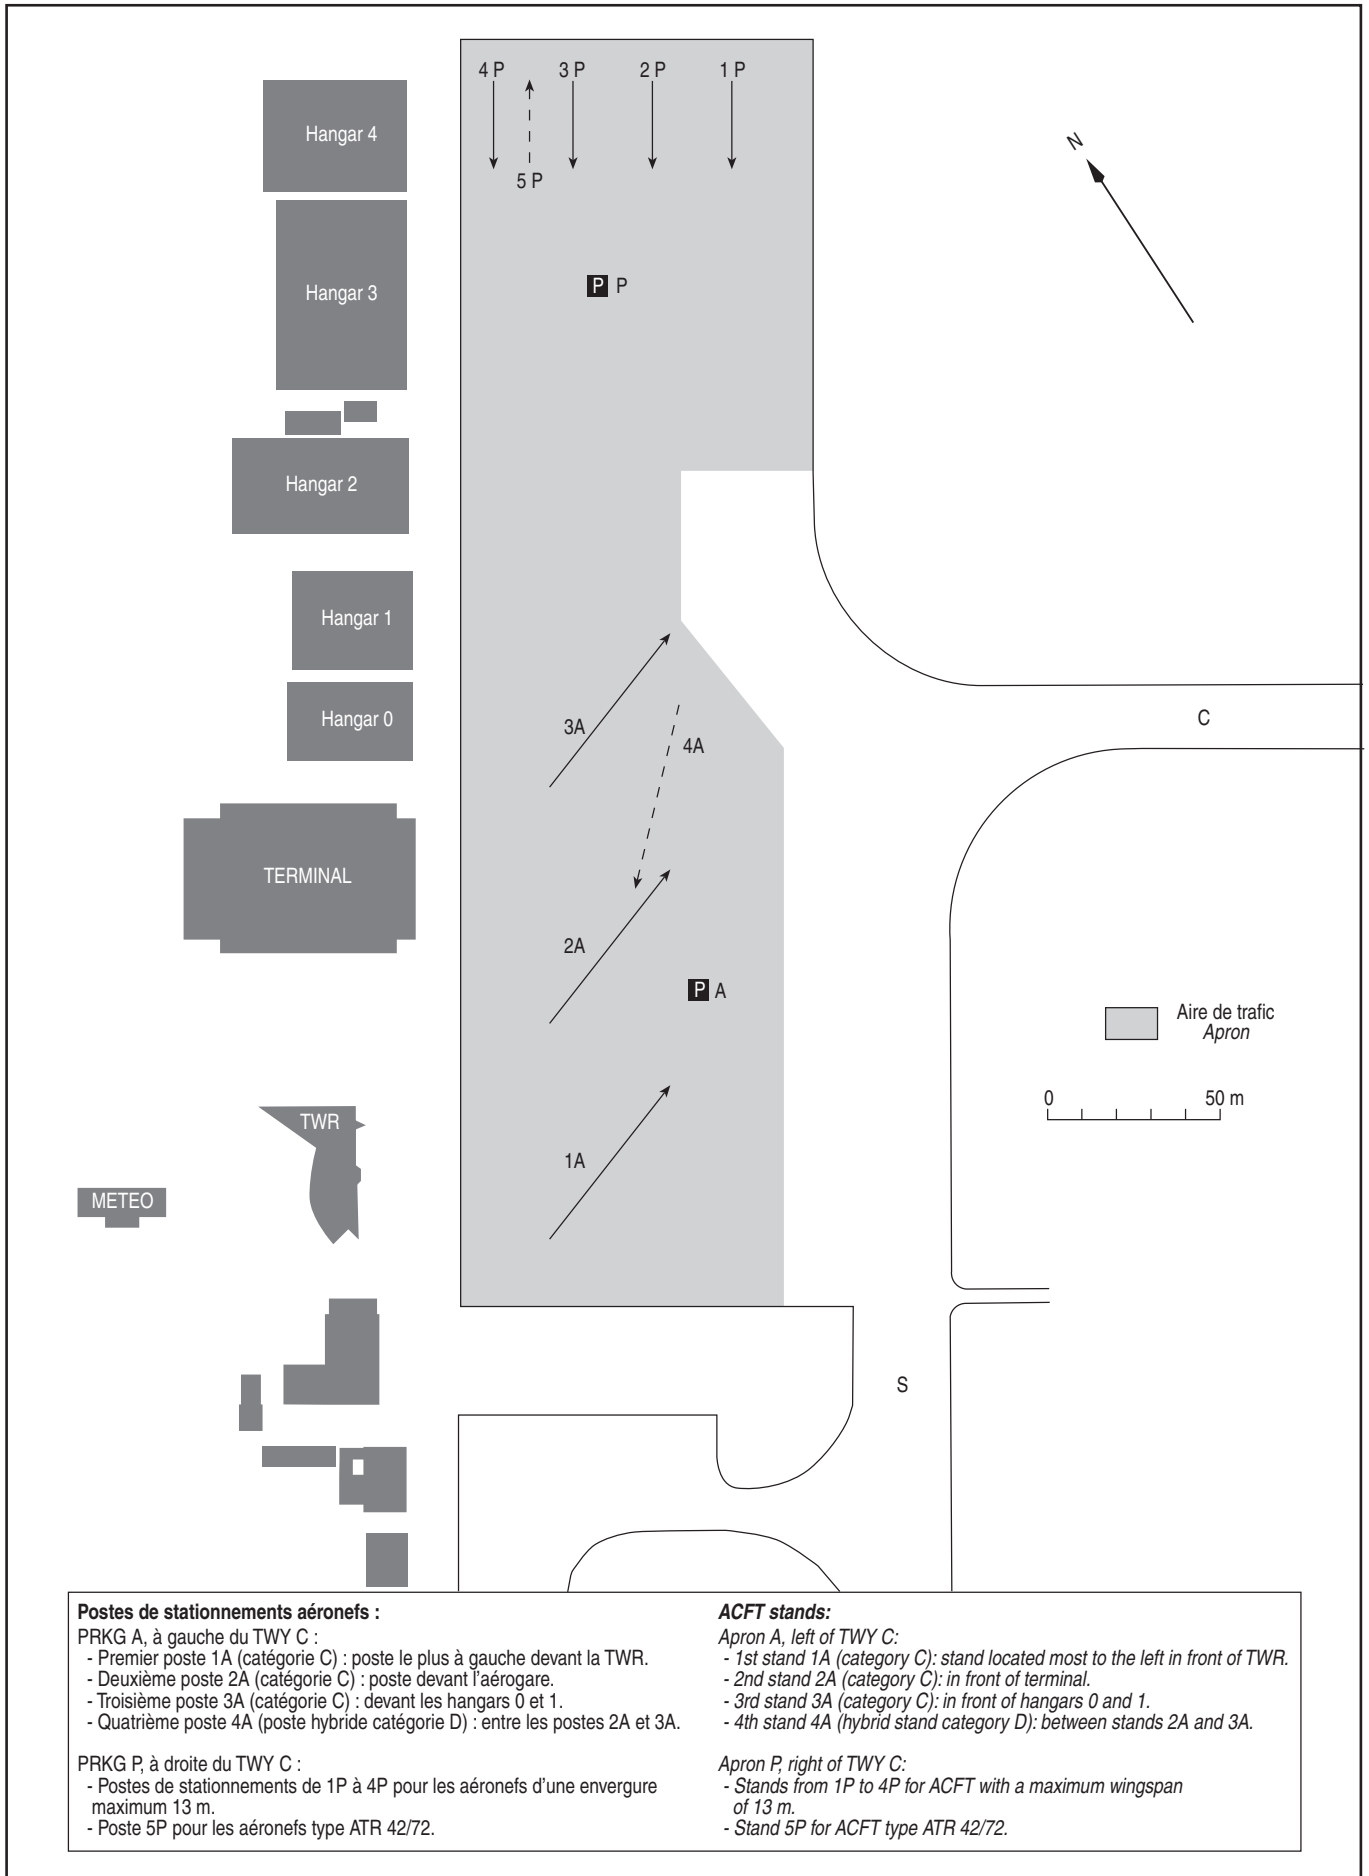 4 P
3 P
2 P
1 P
5 P
N
Hangar 4
Hangar 3
P P
Hangar 2
Hangar 1
Hangar 0
3A
4A
C
TERMINAL
2A
P A
Aire de trafic
Apron
0 50 m
TWR
1A
METEO
S
Postes de stationnements aéronefs :
PRKG A, à gauche du TWY C :
- Premier poste 1A (catégorie C) : poste le plus à gauche devant la TWR.
- Deuxième poste 2A (catégorie C) : poste devant l'aérogare.
- Troisième poste 3A (catégorie C) : devant les hangars 0 et 1.
- Quatrième poste 4A (poste hybride catégorie D) : entre les postes 2A et 3A.
PRKG P, à droite du TWY C :
- Postes de stationnements de 1P à 4P pour les aéronefs d'une envergure
maximum 13 m.
- Poste 5P pour les aéronefs type ATR 42/72.
ACFT stands:
Apron A, left of TWY C:
- 1st stand 1A (category C): stand located most to the left in front of TWR.
- 2nd stand 2A (category C): in front of terminal.
- 3rd stand 3A (category C): in front of hangars 0 and 1.
- 4th stand 4A (hybrid stand category D): between stands 2A and 3A.
Apron P, right of TWY C:
- Stands from 1P to 4P for ACFT with a maximum wingspan
of 13 m.
- Stand 5P for ACFT type ATR 42/72.